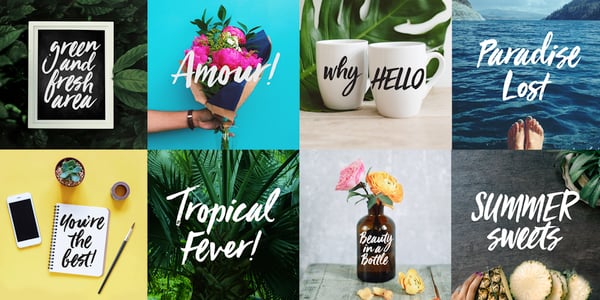 green
and
fresh
area
Amour!
why
HELLO
Paradise
Lost
You're
the
best!
Tropical
Fever!
Beauty
in a
Bottle
SUMMER
sweets